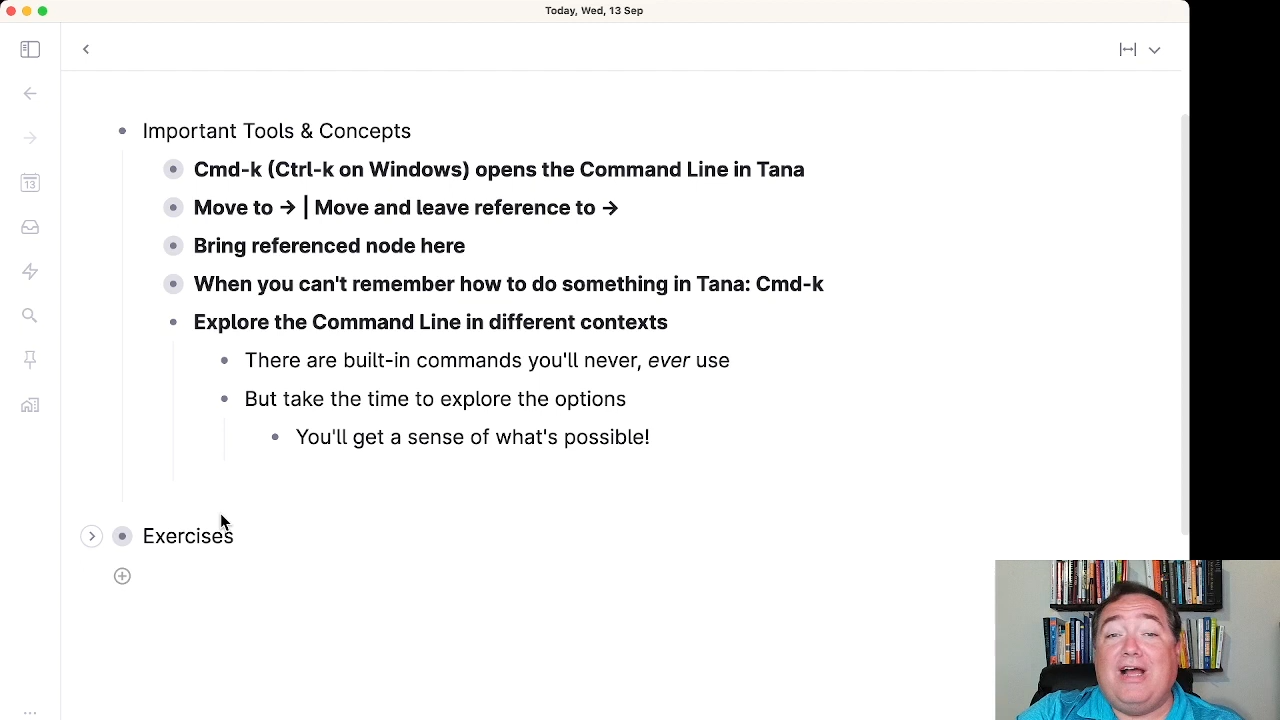 Today, Wed, 13 Sep
Important Tools & Concepts
Cmd-k (Ctrl-k on Windows) opens the Command Line in Tana
Move to → | Move and leave reference to →
Bring referenced node here
When you can't remember how to do something in Tana: Cmd-k
Explore the Command Line in different contexts
There are built-in commands you'll never, ever use
But take the time to explore the options
You'll get a sense of what's possible!
Exercises
13